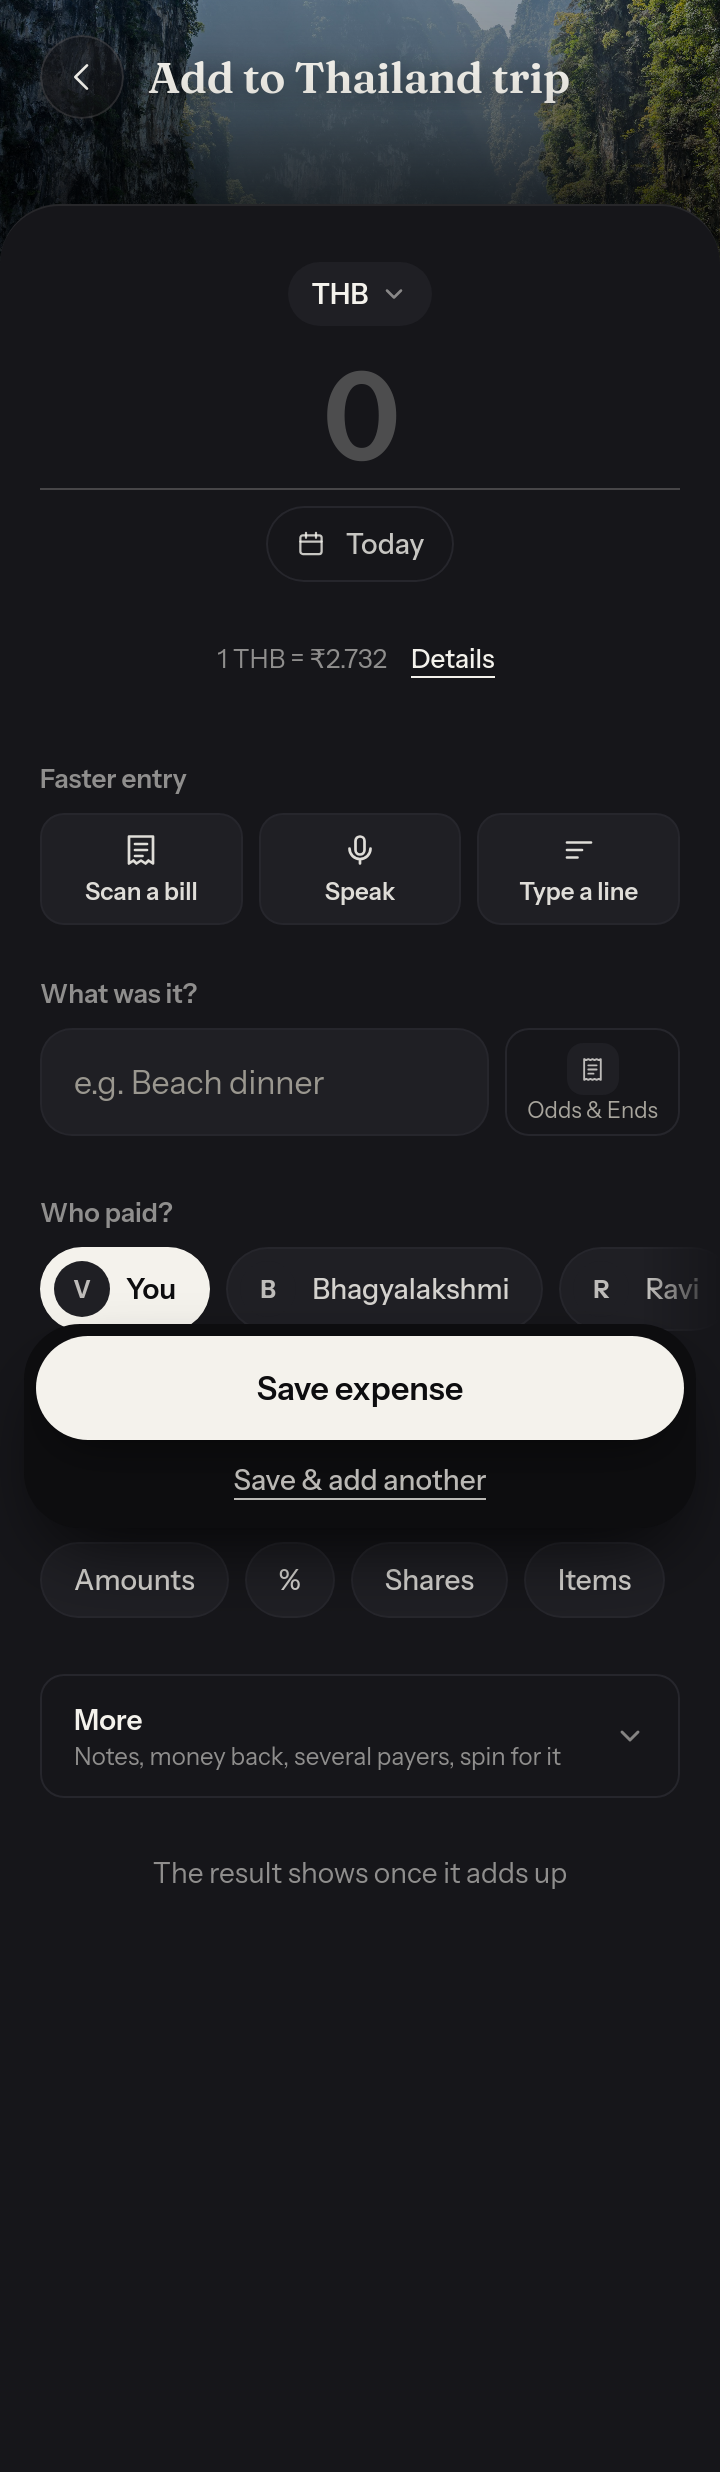 Add to Thailand trip
THB
0
Today
1 THB = ₹2.732 Details
Faster entry
Scan a bill
Speak
Type a line
What was it?
e.g. Beach dinner
Odds & Ends
Who paid?
V You
B Bhagyalakshmi
R Ravi
Save expense
Save & add another
Amounts
%
Shares
Items
More
Notes, money back, several payers, spin for it
The result shows once it adds up